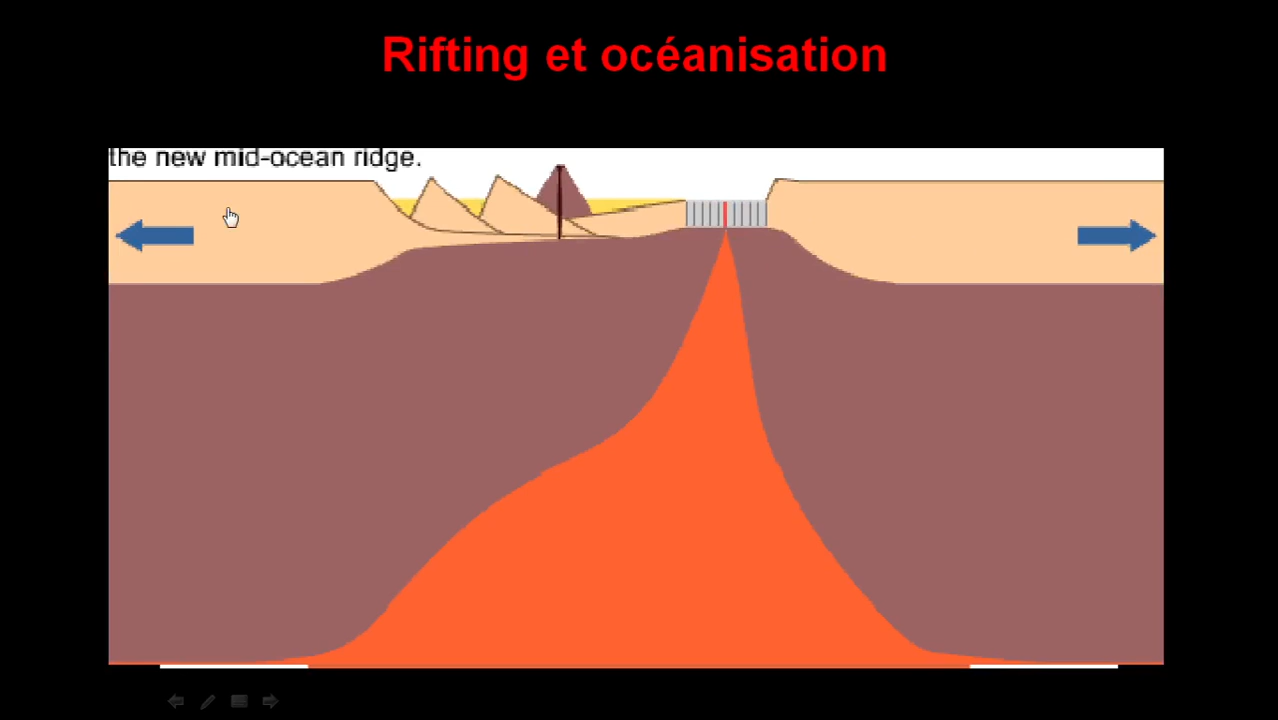 Rifting et océanisation
the new mid-ocean ridge.